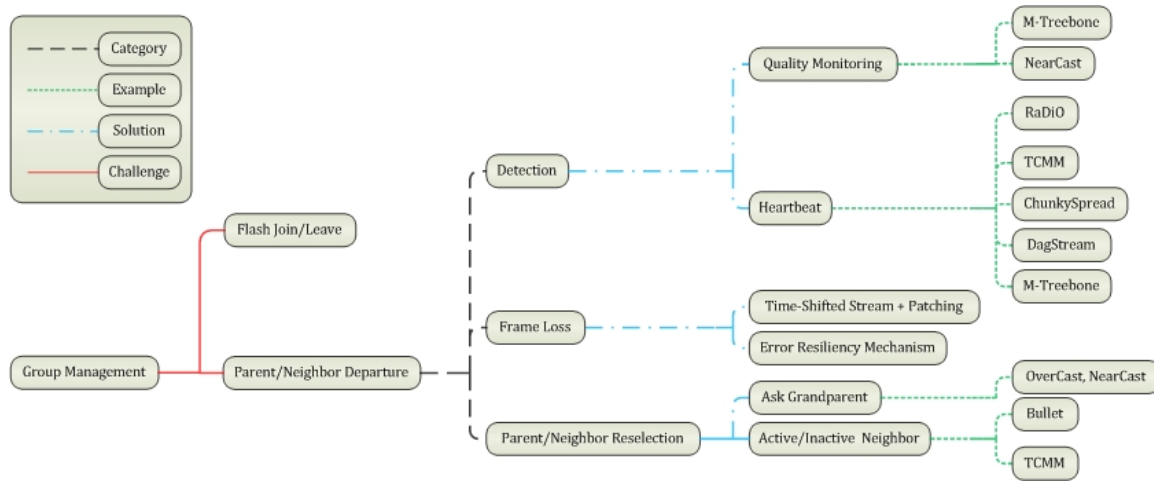 Category
Example
Solution
Challenge
M-Treebone
Quality Monitoring
NearCast
RaDiO
Detection
TCMM
Heartbeat
ChunkySpread
Flash Join/Leave
DagStream
M-Treebone
Time-Shifted Stream + Patching
Frame Loss
Error Resiliency Mechanism
Group Management
Parent/Neighbor Departure
OverCast, NearCast
Ask Grandparent
Bullet
Parent/Neighbor Reselection
Active/Inactive Neighbor
TCMM